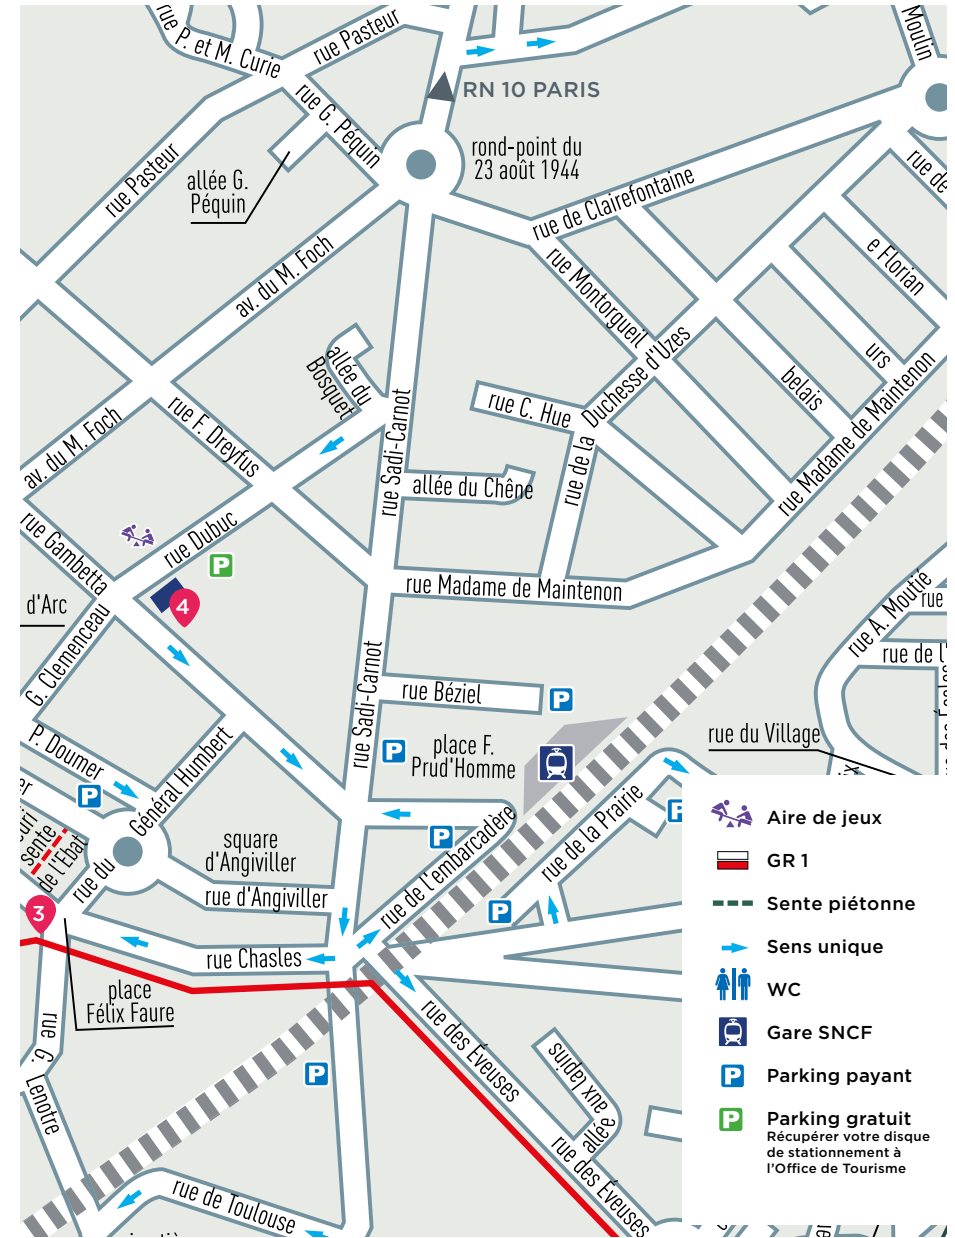 rue P. et M. Curie
rue Pasteur
Moulin
RN 10 PARIS
rue G. Péquin
rond-point du
23 août 1944
rue Pasteur
allée G.
Péquin
rue de Clairefontaine
rue de
e Florian
av. du M. Foch
rue Montorgueil
allée du
Bosquet
rue de la Duchesse d'Uzes
urs
belais
rue C. Hue
rue Madame de Maintenon
av. du M. Foch
rue F. Dreyfus
rue Sadi-Carnot
allée du Chêne
rue Gambetta
rue Dubuc
P
rue Madame de Maintenon
d'Arc
4
rue A. Moutié
rue
rue de l'
G. Clemenceau
rue Sadi-Carnot
rue Béziel
P
P. Doumer
rue du Général Humbert
P
place F.
Prud'Homme
rue du Village
er
P
uri
sente
de l'Ebat
square
d'Angiviller
P
rue de l'embarcadère
rue de la Prairie
P
rue d'Angiviller
P
3
rue Chasles
place
Félix Faure
rue G. Lenotre
rue des Éveuses
P
allée aux lapins
rue des Éveuses
rue de Toulouse
Aire de jeux
GR 1
Sente piétonne
Sens unique
WC
Gare SNCF
P
Parking payant
P
Parking gratuit
Récupérer votre disque
de stationnement à
l'Office de Tourisme